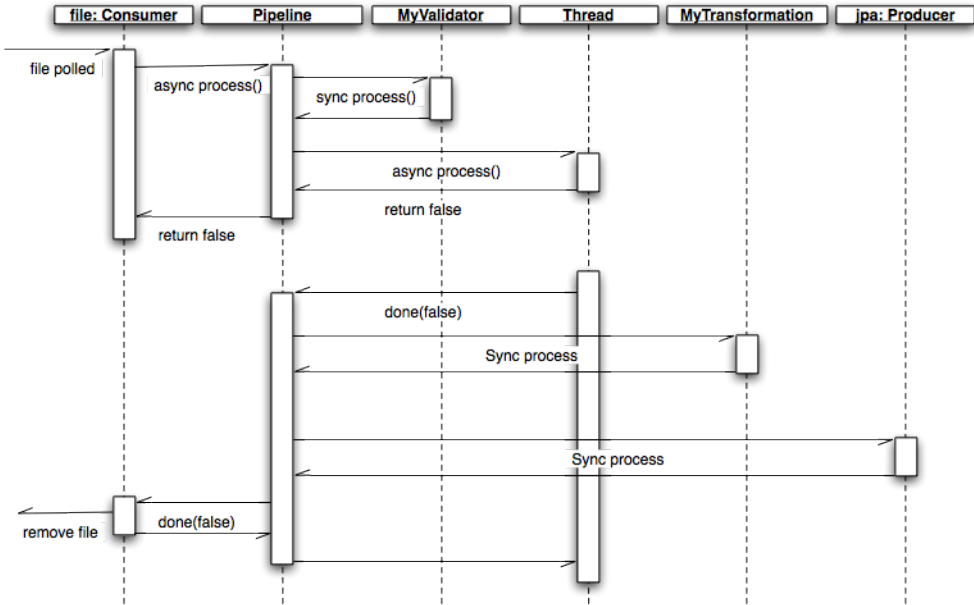 file: Consumer
Pipeline
MyValidator
Thread
MyTransformation
jpa: Producer
file polled
async process()
sync process()
async process()
return false
return false
done(false)
Sync process
Sync process
done(false)
remove file